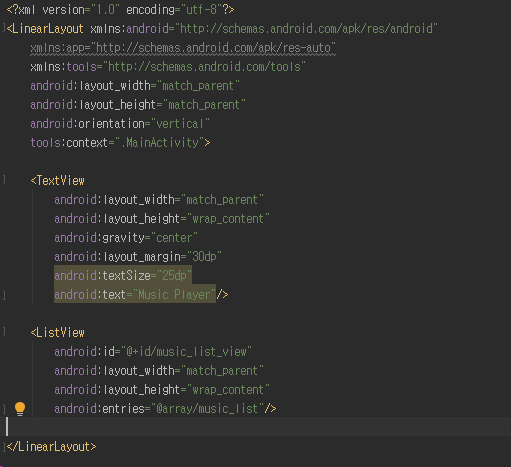 <?xml version="1.0" encoding="utf-8"?>
<LinearLayout xmlns:android="http://schemas.android.com/apk/res/android"
    xmlns:app="http://schemas.android.com/apk/res-auto"
    xmlns:tools="http://schemas.android.com/tools"
    android:layout_width="match_parent"
    android:layout_height="match_parent"
    android:orientation="vertical"
    tools:context=".MainActivity">
    <TextView
        android:layout_width="match_parent"
        android:layout_height="wrap_content"
        android:gravity="center"
        android:layout_margin="30dp"
        android:textSize="25dp"
        android:text="Music Player"/>
    <ListView
        android:id="@+id/music_list_view"
        android:layout_width="match_parent"
        android:layout_height="wrap_content"
        android:entries="@array/music_list"/>
</LinearLayout>